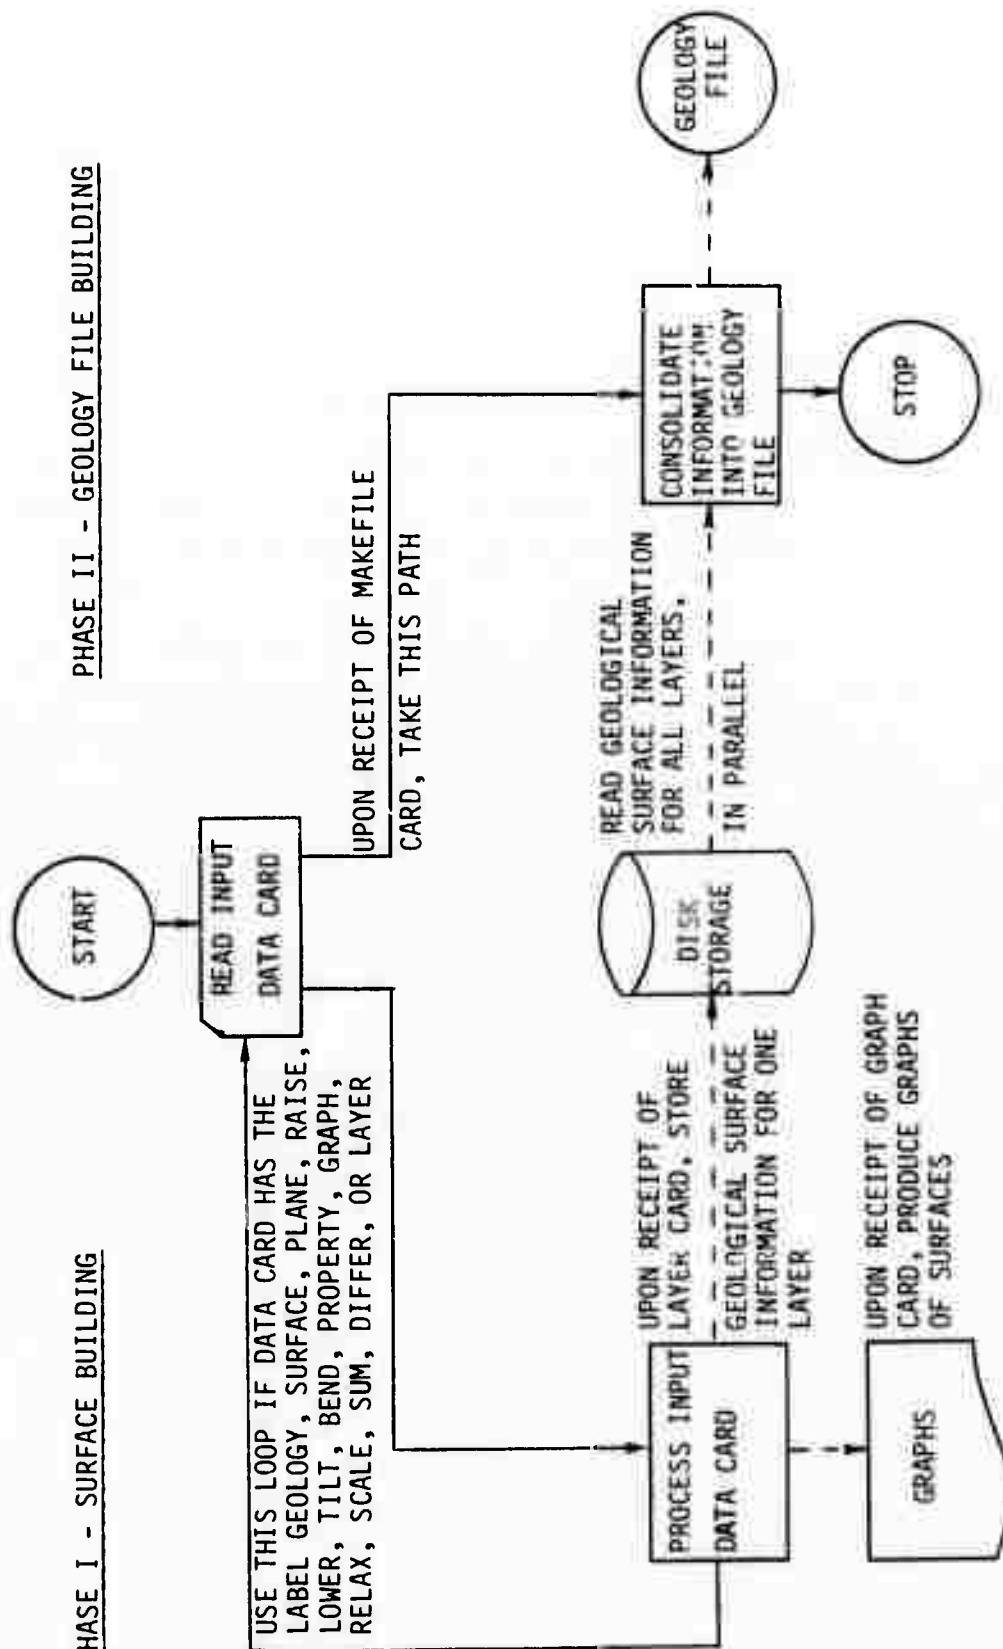 HASE I - SURFACE BUILDING
PHASE II - GEOLOGY FILE BUILDING
START
READ INPUT
DATA CARD
USE THIS LOOP IF DATA CARD HAS THE
LABEL GEOLOGY, SURFACE, PLANE, RAISE,
LOWER, TILT, BEND, PROPERTY, GRAPH,
RELAX, SCALE, SUM, DIFFER, OR LAYER
UPON RECEIPT OF MAKEFILE
CARD, TAKE THIS PATH
PROCESS INPUT
DATA CARD
UPON RECEIPT OF
LAYER CARD, STORE
GEOLOGICAL SURFACE
INFORMATION FOR ONE
LAYER
DISK
STORAGE
READ GEOLOGICAL
SURFACE INFORMATION
FOR ALL LAYERS,
IN PARALLEL
CONSOLIDATE
INFORMATION
INTO GEOLOGY
FILE
GEOLOGY
FILE
GRAPHS
UPON RECEIPT OF GRAPH
CARD, PRODUCE GRAPHS
OF SURFACES
STOP